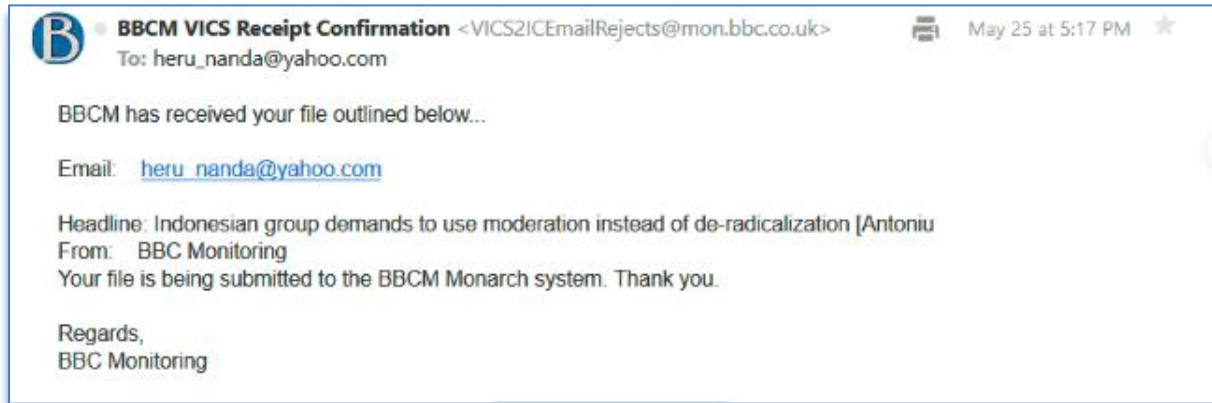 B
BBCM VICS Receipt Confirmation <VICS2ICEmailRejects@mon.bbc.co.uk> May 25 at 5:17 PM
To: heru_nanda@yahoo.com
BBCM has received your file outlined below...
Email: heru_nanda@yahoo.com
Headline: Indonesian group demands to use moderation instead of de-radicalization [Antoniu
From: BBC Monitoring
Your file is being submitted to the BBCM Monarch system. Thank you.
Regards,
BBC Monitoring